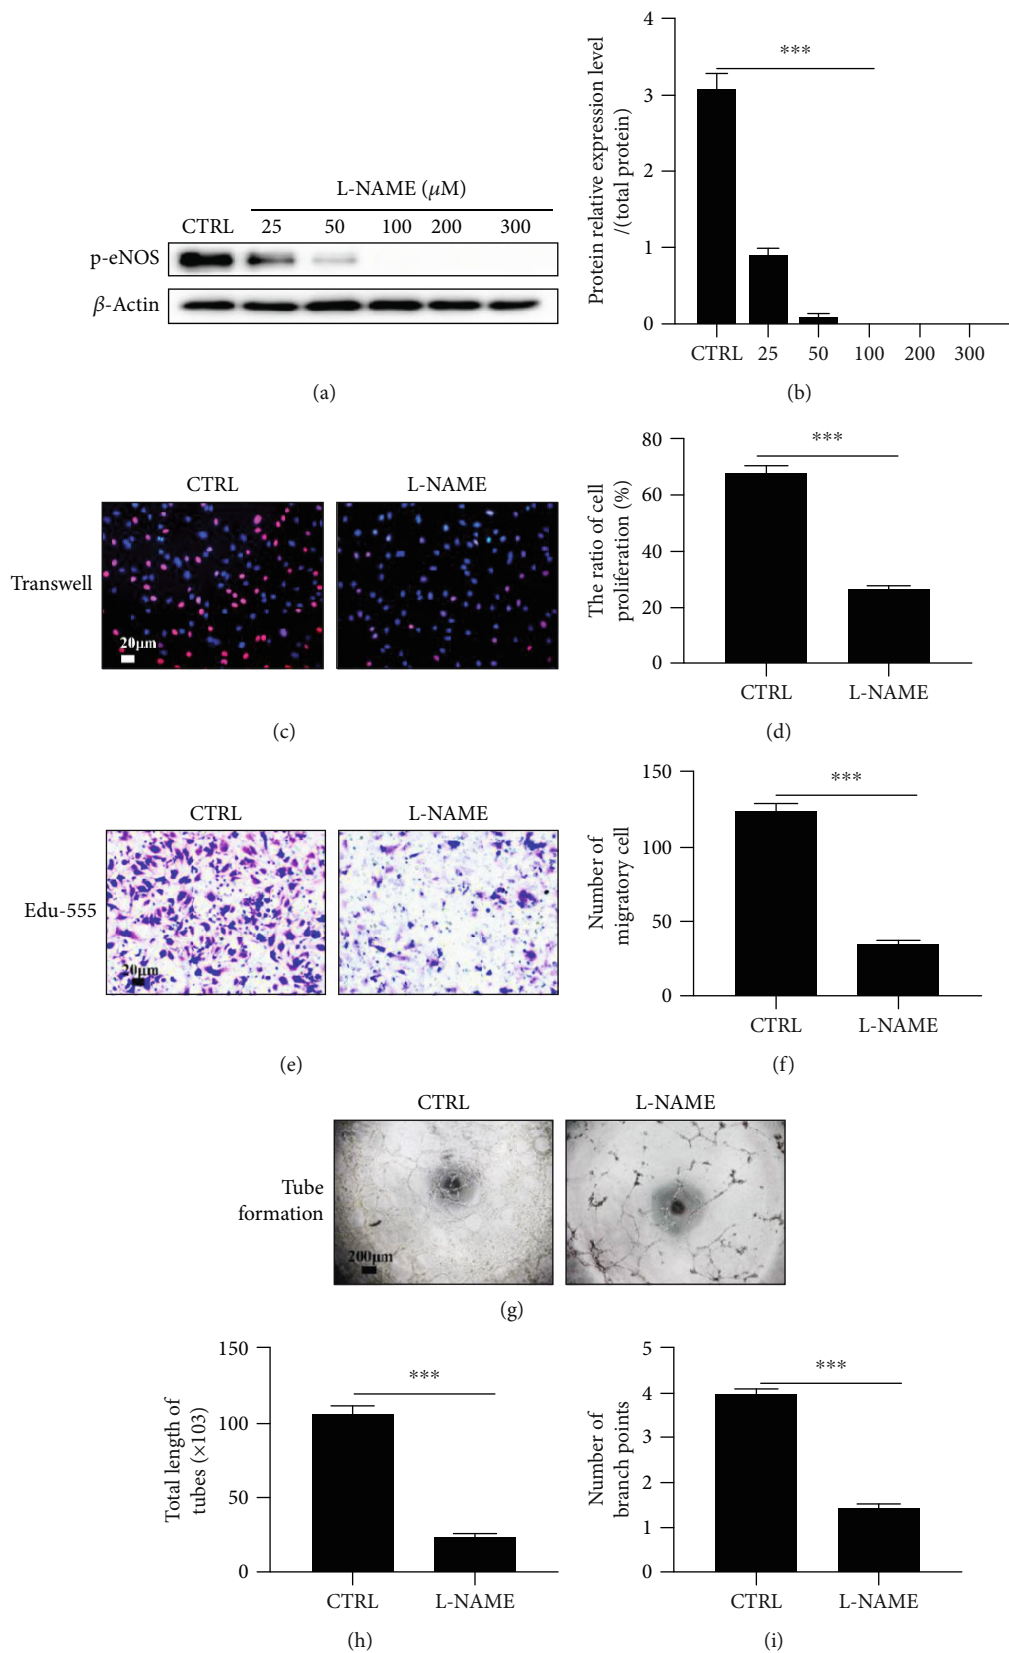 L-NAME (μM)
CTRL 25 50 100 200 300
p-eNOS
β-Actin
(a)
Protein relative expression level
/(total protein)
4
3
2
1
0
***
CTRL 25 50 100 200 300
(b)
CTRL L-NAME
Transwell
20μm
(c)
The ratio of cell
proliferation (%)
80
60
40
20
0
***
CTRL L-NAME
(d)
CTRL L-NAME
Edu-555
20μm
(e)
Number of
migratory cell
150
100
50
0
***
CTRL L-NAME
(f)
CTRL L-NAME
Tube
formation
200μm
(g)
Total length of
tubes (×103)
150
100
50
0
***
CTRL L-NAME
(h)
Number of
branch points
5
4
3
2
1
0
***
CTRL L-NAME
(i)